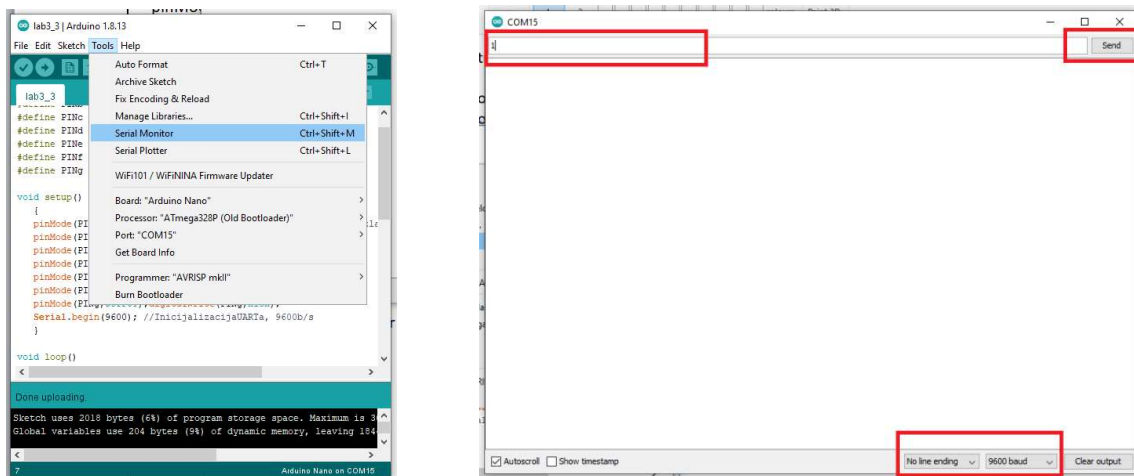 lab3_3 | Arduino 1.8.13
File Edit Sketch Tools Help
Auto Format Ctrl+T
Archive Sketch
Fix Encoding & Reload
Manage Libraries... Ctrl+Shift+I
Serial Monitor Ctrl+Shift+M
Serial Plotter Ctrl+Shift+L
WiFi101 / WiFiNINA Firmware Updater
Board: "Arduino Nano"
Processor: "ATmega328P (Old Bootloader)"
Port: "COM15"
Get Board Info
Programmer: "AVRISP mkII"
Burn Bootloader
lab3_3
#define PINc
#define PINd
#define PINe
#define PINf
#define PINg
void setup()
{
pinMode(PI
pinMode(PI
pinMode(PI
pinMode(PI
pinMode(PI
pinMode(PI
Serial.begin(9600); //InicijalizacijaUARTa, 9600b/s
}
void loop()
Done uploading.
Sketch uses 2018 bytes (6%) of program storage space. Maximum is 3
Global variables use 204 bytes (9%) of dynamic memory, leaving 184
7 Arduino Nano on COM15
COM15
1
Send
Autoscroll Show timestamp No line ending 9600 baud Clear output